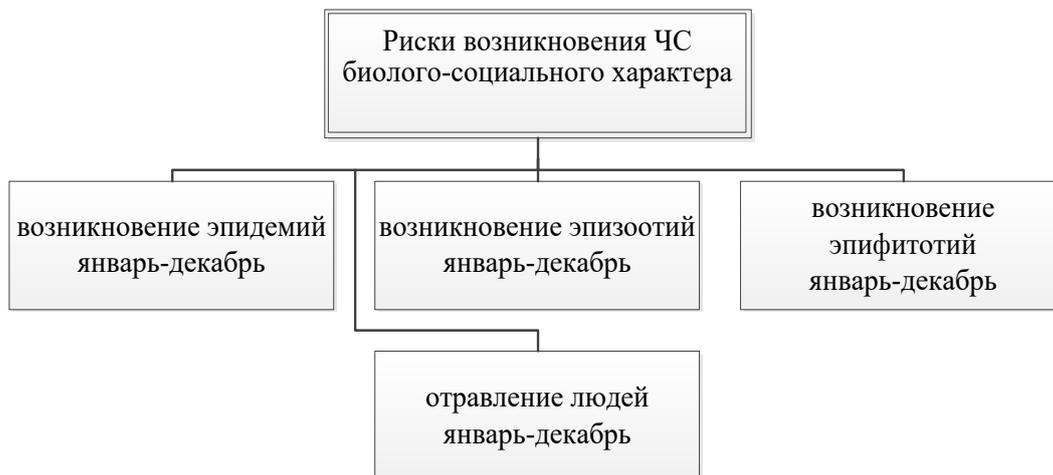 Риски возникновения ЧС
биолого-социального характера
возникновение эпидемий
январь-декабрь
возникновение эпизоотий
январь-декабрь
возникновение
эпифитотий
январь-декабрь
отравление людей
январь-декабрь